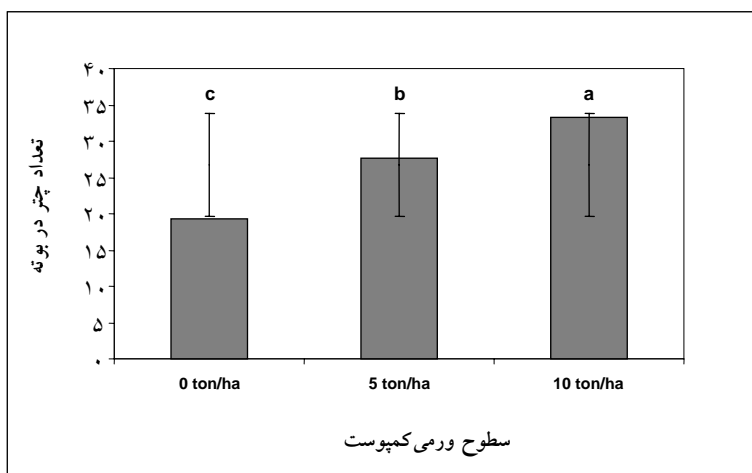 ۴۰
۳۵
۳۰
۲۵
۲۰
۱۵
۱۰
۵
۰
تعداد چتر در بوته
c b a
0 ton/ha 5 ton/ha 10 ton/ha
سطوح ورمی‌کمپوست